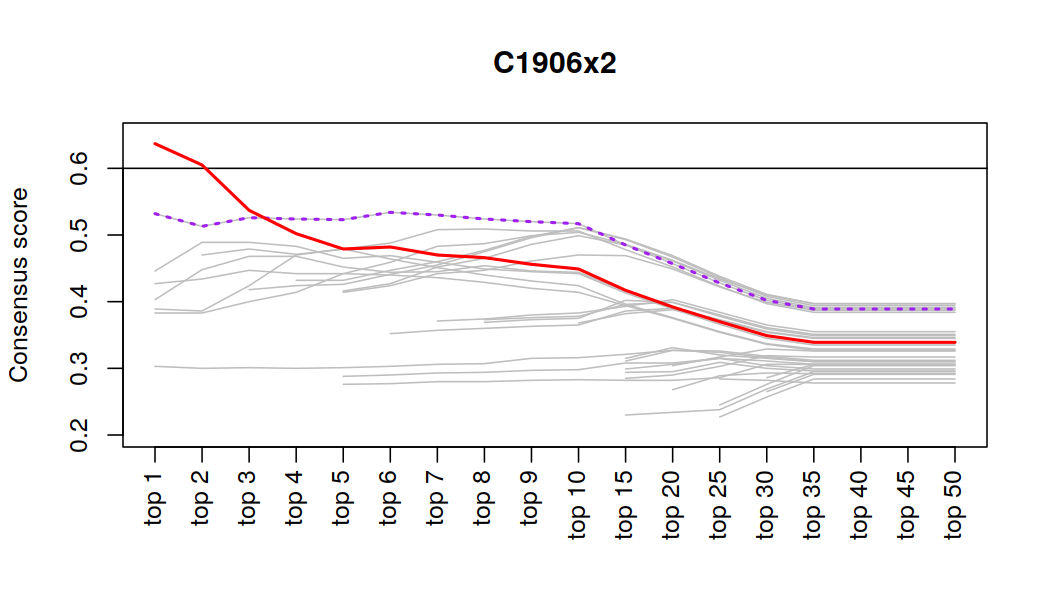 C1906x2
Consensus score
0.6
0.5
0.4
0.3
0.2
top 1
top 2
top 3
top 4
top 5
top 6
top 7
top 8
top 9
top 10
top 15
top 20
top 25
top 30
top 35
top 40
top 45
top 50